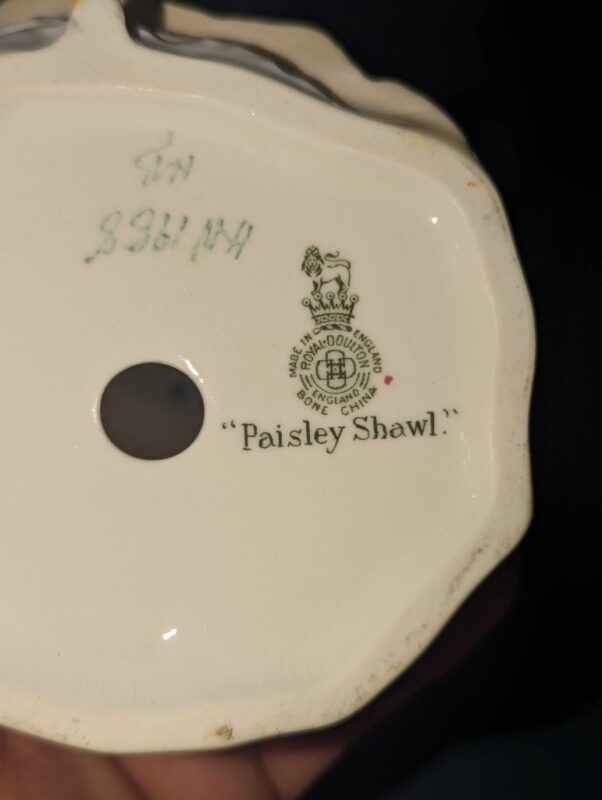 HN1988
MADE IN ENGLAND
ROYAL·DOULTON
ENGLAND
BONE CHINA
"Paisley Shawl."